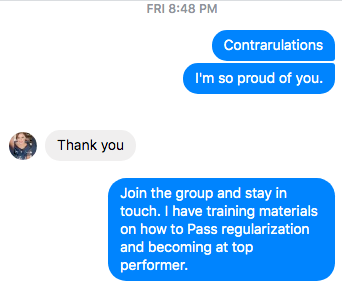 FRI 8:48 PM
Contrarulations
I'm so proud of you.
Thank you
Join the group and stay in
touch. I have training materials
on how to Pass regularization
and becoming at top
performer.